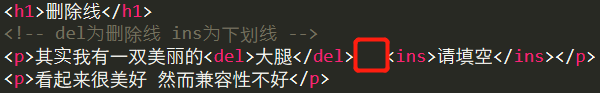 <h1>删除线</h1>
<!-- del为删除线 ins为下划线 -->
<p>其实我有一双美丽的<del>大腿</del>   <ins>请填空</ins></p>
<p>看起来很美好 然而兼容性不好</p>